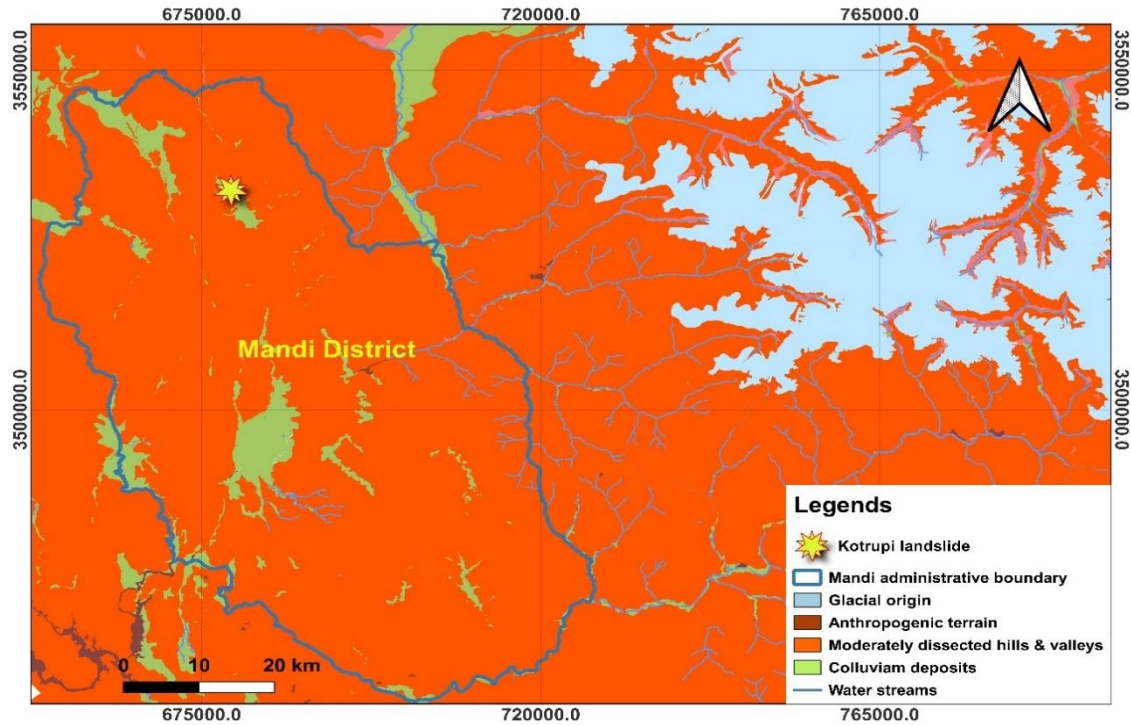 675000.0 720000.0 765000.0
3550000.0 3550000.0
Mandi District
3500000.0 3500000.0
Legends
Kotrupi landslide
Mandi administrative boundary
Glacial origin
Anthropogenic terrain
Moderately dissected hills & valleys
Colluviam deposits
Water streams
0 10 20 km
675000.0 720000.0 765000.0